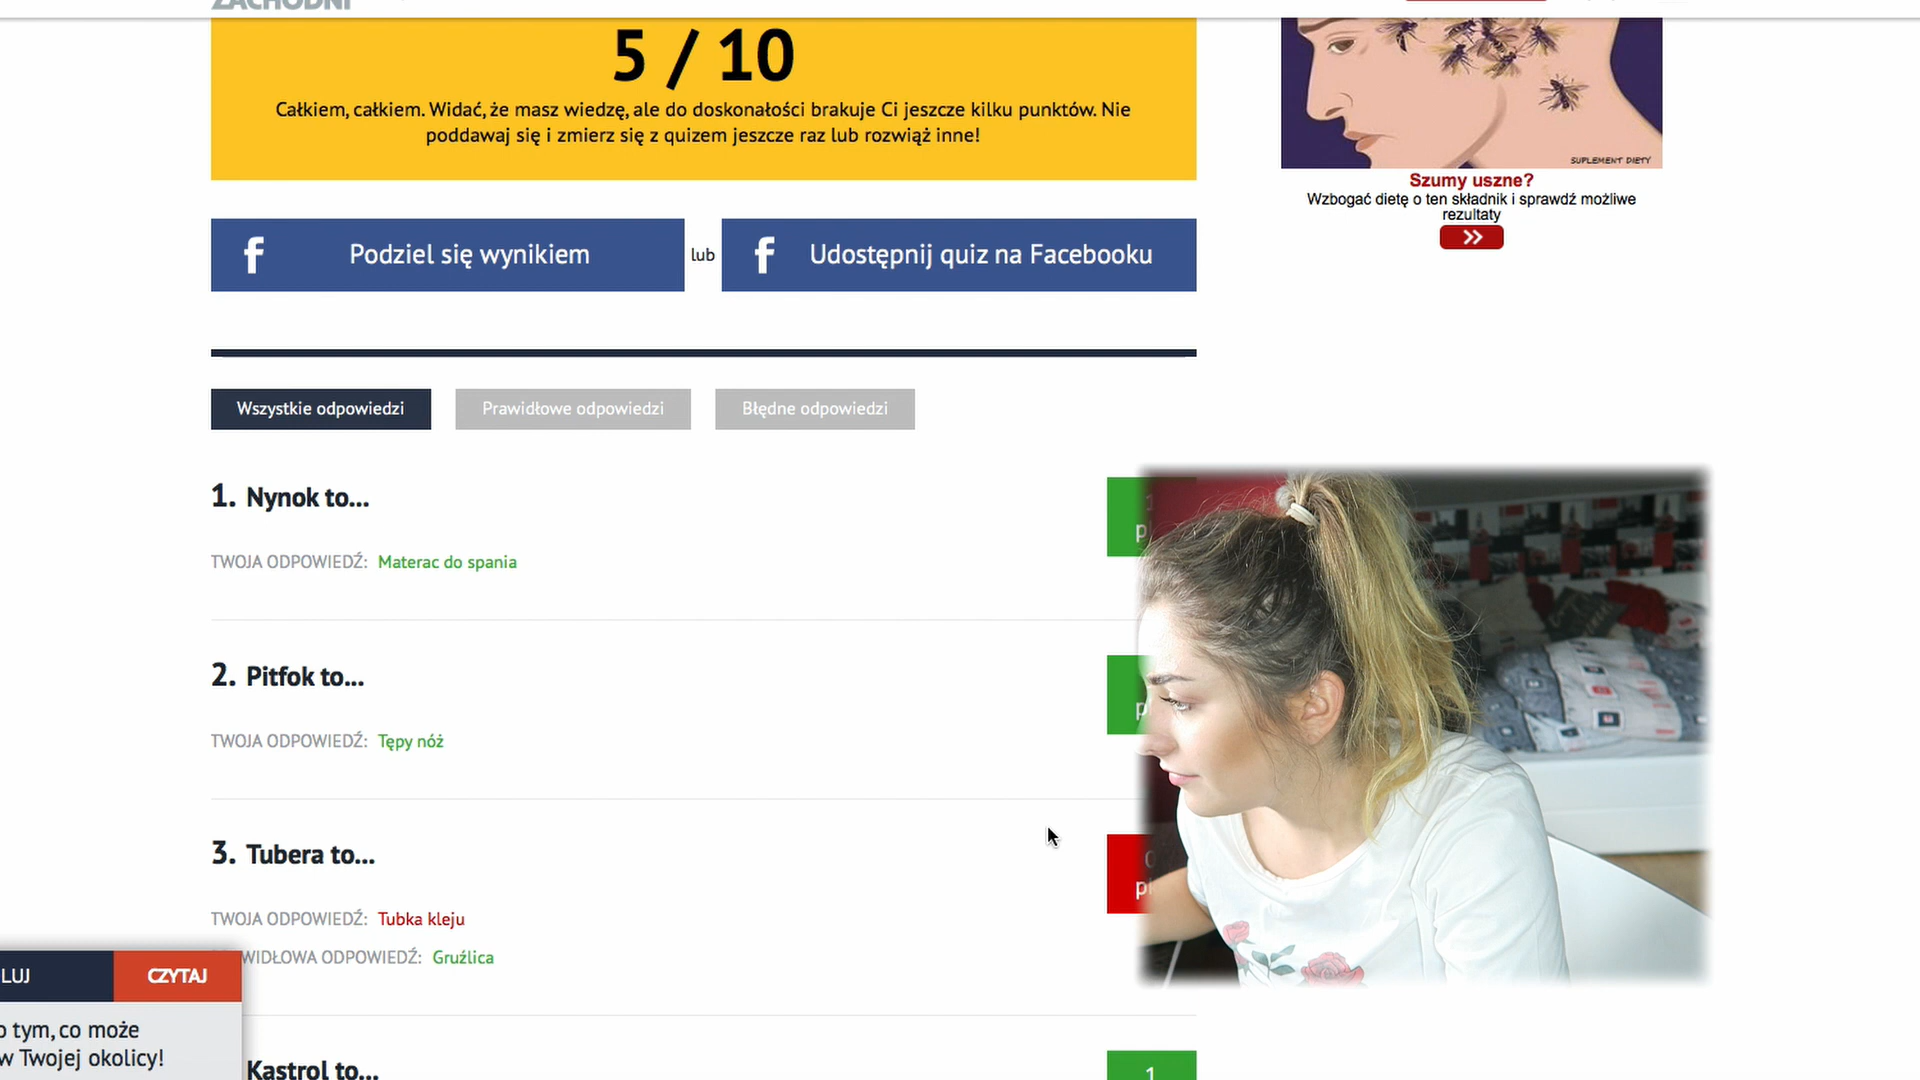 ZACHODNI
5 / 10
Całkiem, całkiem. Widać, że masz wiedzę, ale do doskonałości brakuje Ci jeszcze kilku punktów. Nie
poddawaj się i zmierz się z quizem jeszcze raz lub rozwiąż inne!
SUPLEMENT DIETY
Szumy uszne?
Wzbogać dietę o ten składnik i sprawdź możliwe
rezultaty
f Podziel się wynikiem lub f Udostępnij quiz na Facebooku
Wszystkie odpowiedzi Prawidłowe odpowiedzi Błędne odpowiedzi
1. Nynok to...
TWOJA ODPOWIEDŹ: Materac do spania
2. Pitfok to...
TWOJA ODPOWIEDŹ: Tępy nóż
3. Tubera to...
TWOJA ODPOWIEDŹ: Tubka kleju
WIDŁOWA ODPOWIEDŹ: Gruźlica
LUJ CZYTAJ
o tym, co może
w Twojej okolicy!
Kastrol to...
1